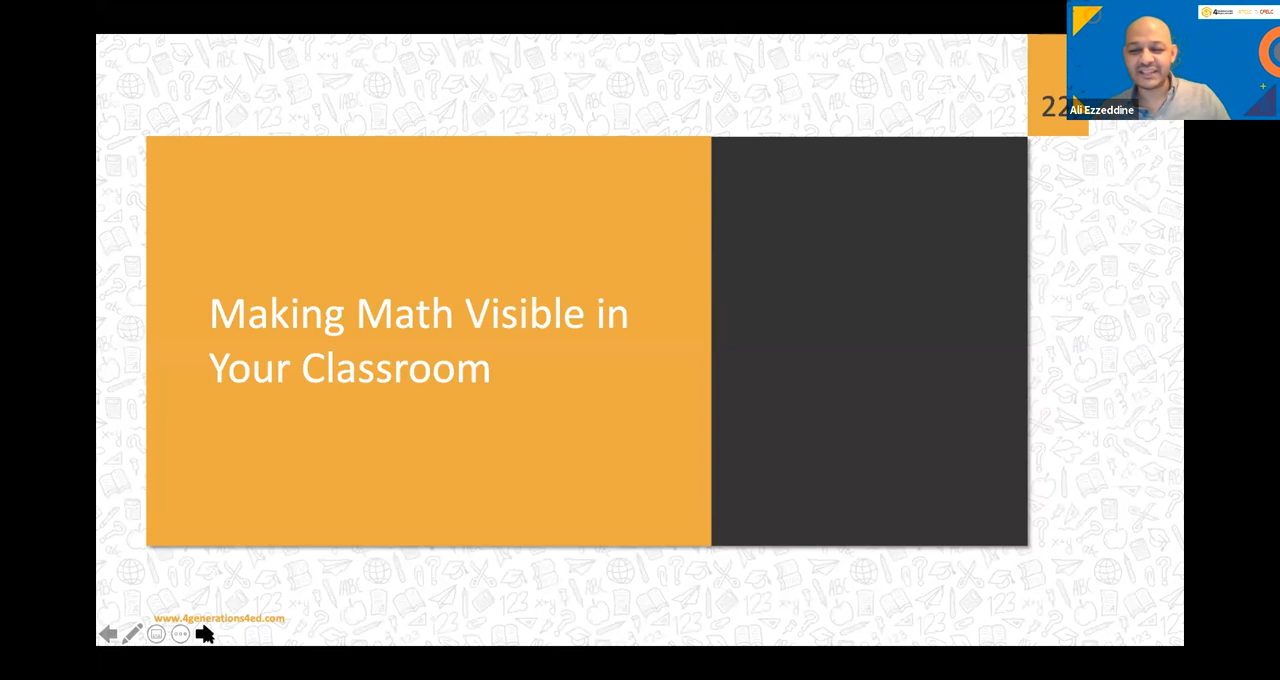 22
Ali Ezzeddine
Making Math Visible in
Your Classroom
www.4generations4ed.com